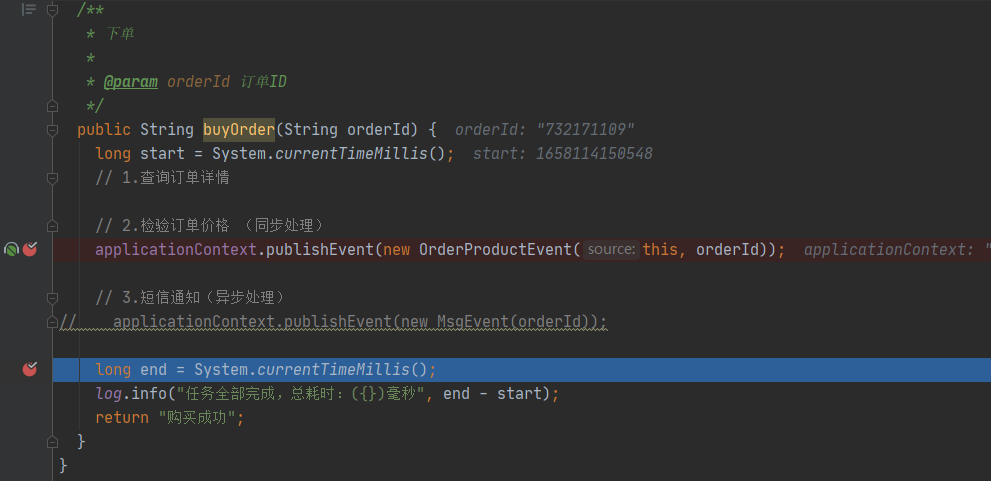 /**
* 下单
*
* @param orderId 订单ID
*/
public String buyOrder(String orderId) { orderId: "732171109"
long start = System.currentTimeMillis(); start: 1658114150548
// 1.查询订单详情
// 2.检验订单价格 （同步处理）
applicationContext.publishEvent(new OrderProductEvent( source: this, orderId)); applicationContext: "
// 3.短信通知（异步处理）
// applicationContext.publishEvent(new MsgEvent(orderId));
long end = System.currentTimeMillis();
log.info("任务全部完成，总耗时：({})毫秒", end - start);
return "购买成功";
}
}